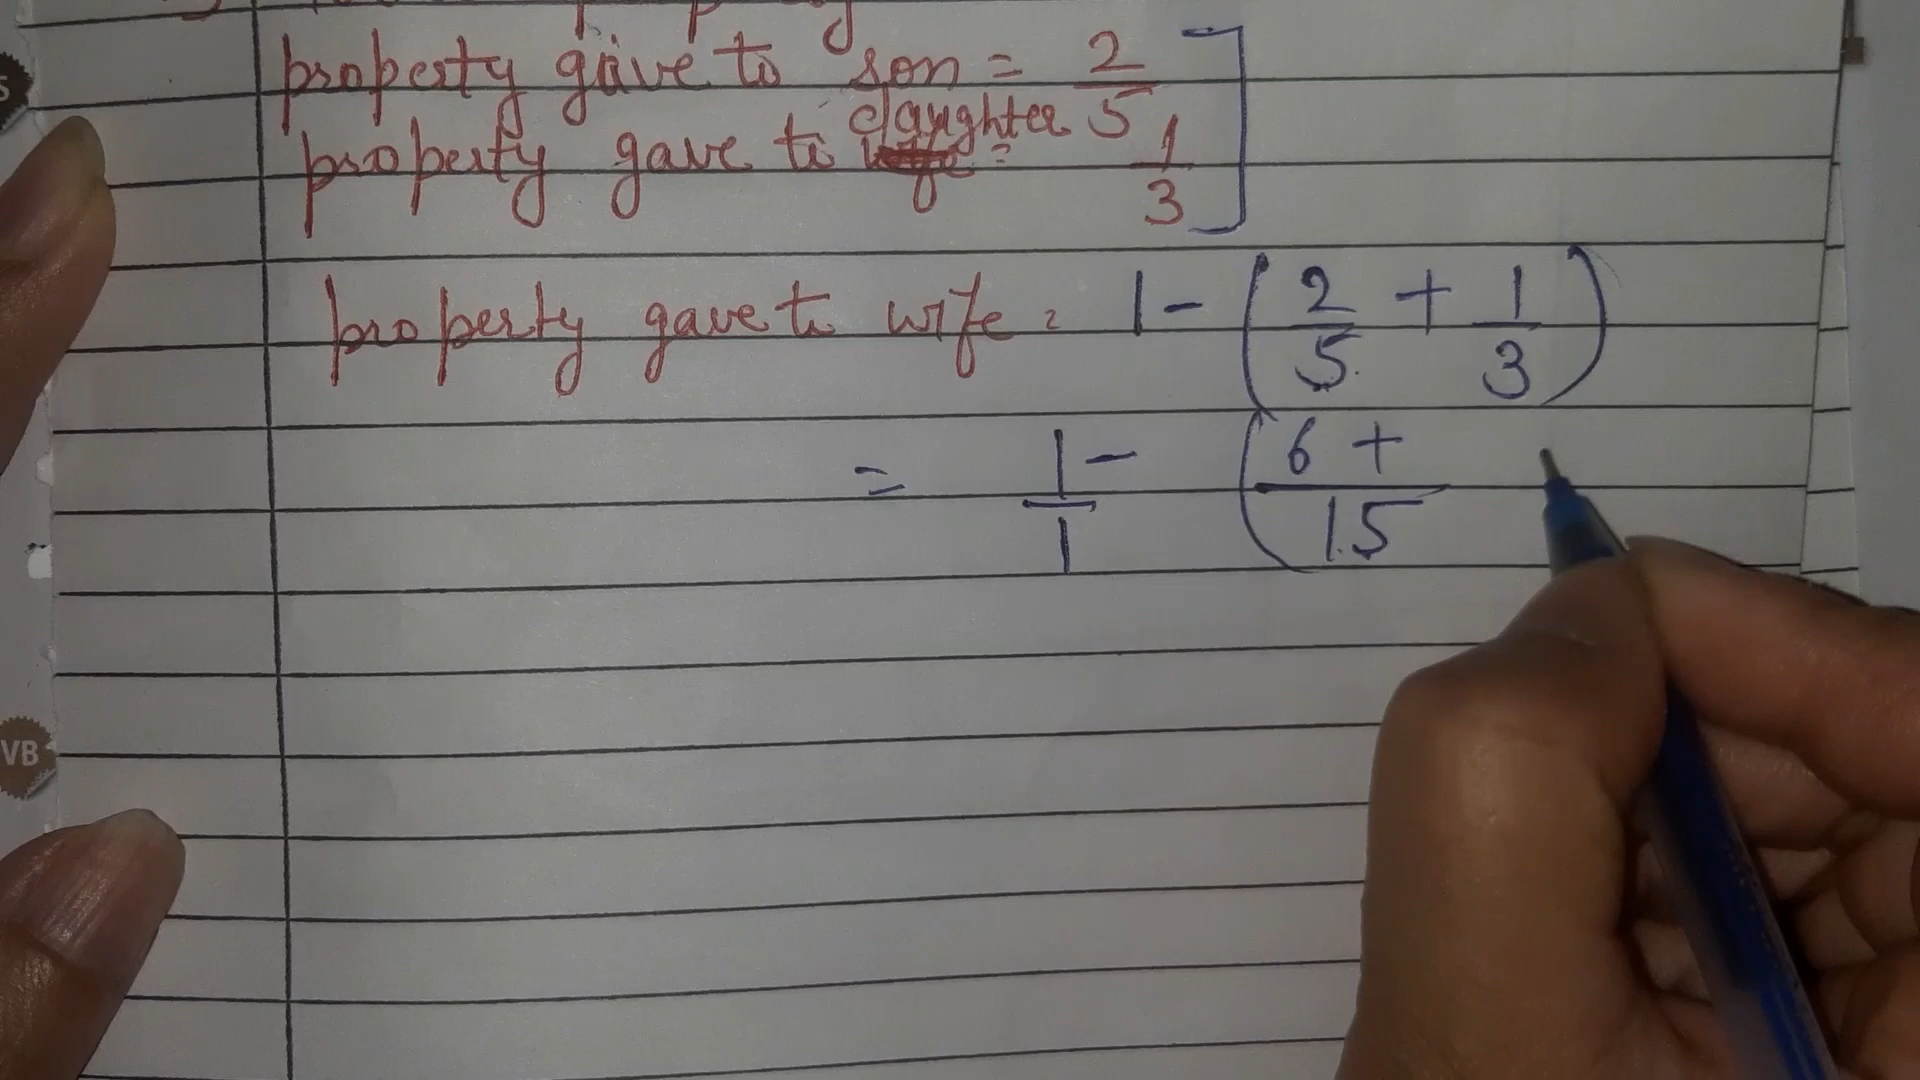 property gave to son = 2/5
property gave to daughter = 1/3
property gave to wife = 1 - (2/5 + 1/3)
= 1/1 - (6 + /15
VB